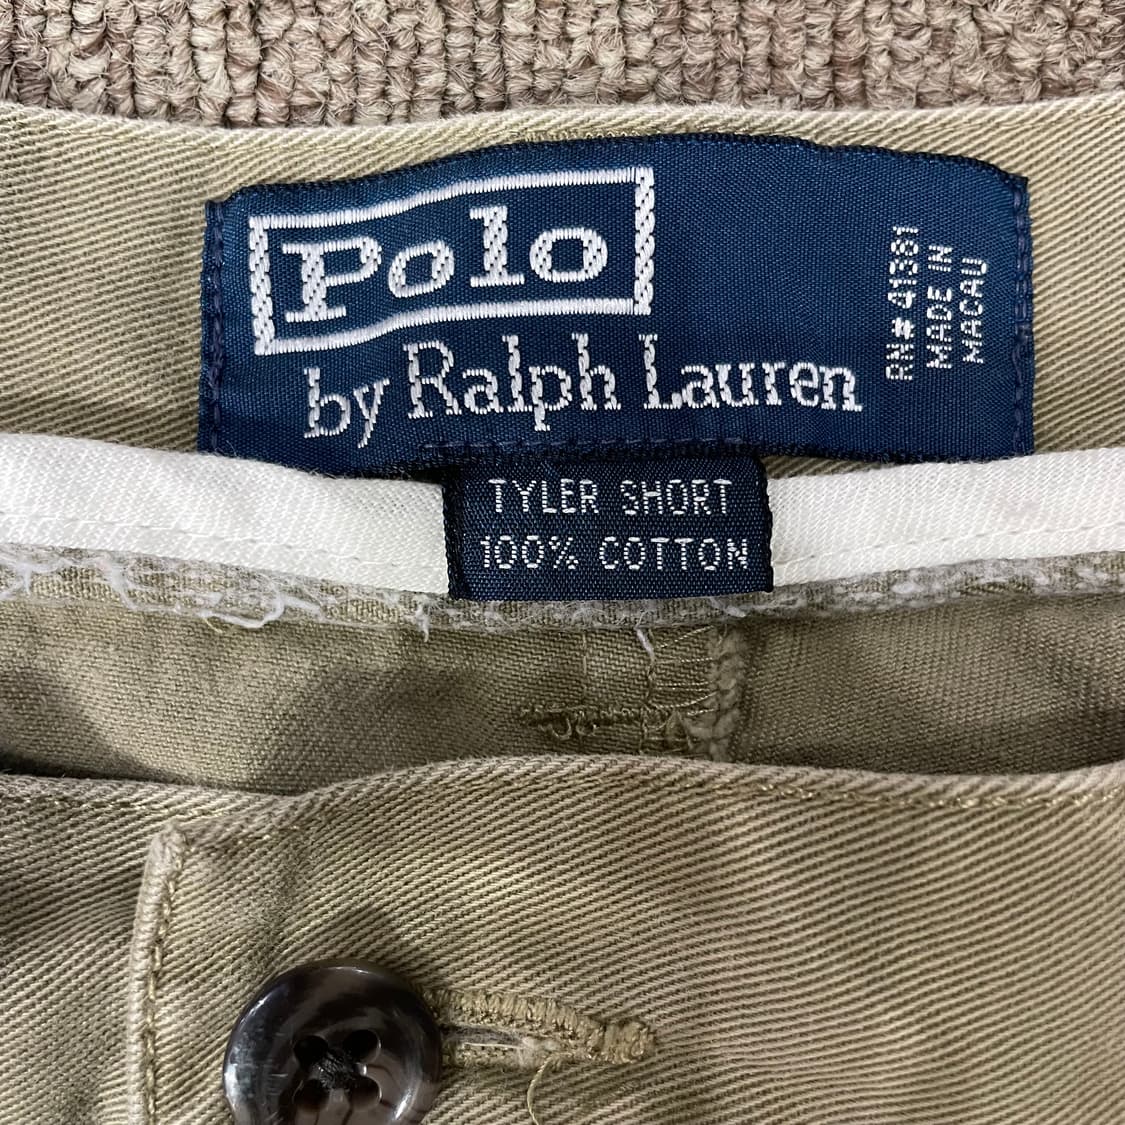 Polo
by Ralph Lauren
RN# 41381
MADE IN
MACAU
TYLER SHORT
100% COTTON